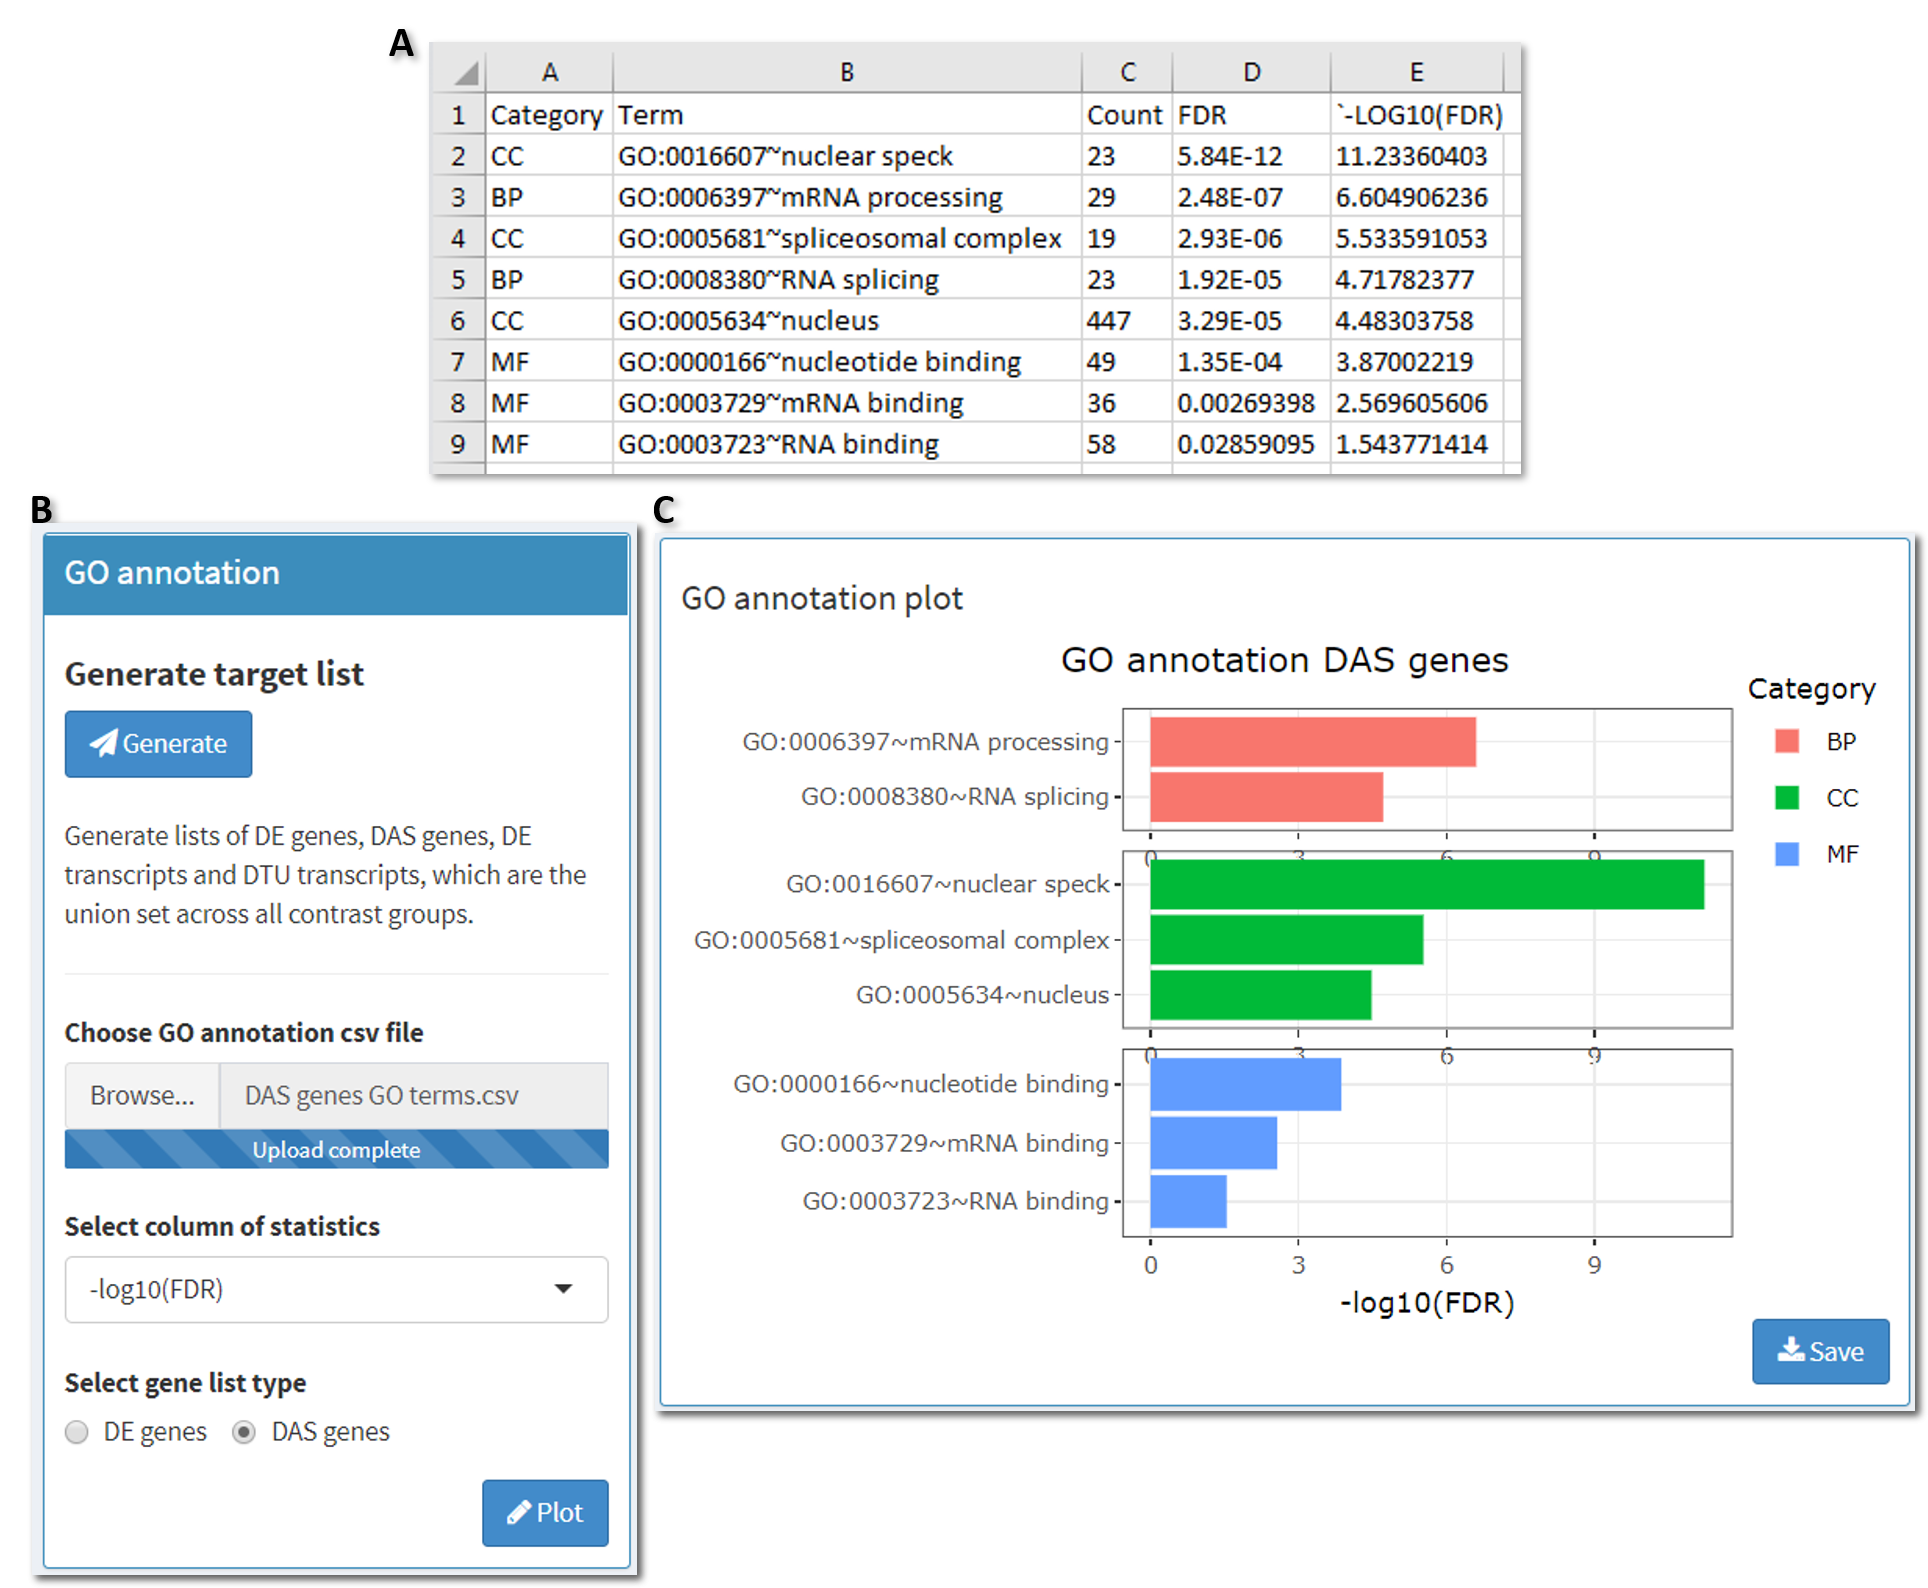 A
A B C D E
1 Category Term Count FDR `-LOG10(FDR)
2 CC GO:0016607~nuclear speck 23 5.84E-12 11.23360403
3 BP GO:0006397~mRNA processing 29 2.48E-07 6.604906236
4 CC GO:0005681~spliceosomal complex 19 2.93E-06 5.533591053
5 BP GO:0008380~RNA splicing 23 1.92E-05 4.71782377
6 CC GO:0005634~nucleus 447 3.29E-05 4.48303758
7 MF GO:0000166~nucleotide binding 49 1.35E-04 3.87002219
8 MF GO:0003729~mRNA binding 36 0.00269398 2.569605606
9 MF GO:0003723~RNA binding 58 0.02859095 1.543771414
B
GO annotation
Generate target list
Generate
Generate lists of DE genes, DAS genes, DE
transcripts and DTU transcripts, which are the
union set across all contrast groups.
Choose GO annotation csv file
Browse... DAS genes GO terms.csv
Upload complete
Select column of statistics
-log10(FDR)
Select gene list type
DE genes DAS genes
Plot
C
GO annotation plot
GO annotation DAS genes
Category
BP
CC
MF
GO:0006397~mRNA processing
GO:0008380~RNA splicing
0 3 6 9
GO:0016607~nuclear speck
GO:0005681~spliceosomal complex
GO:0005634~nucleus
0 3 6 9
GO:0000166~nucleotide binding
GO:0003729~mRNA binding
GO:0003723~RNA binding
0 3 6 9
-log10(FDR)
Save